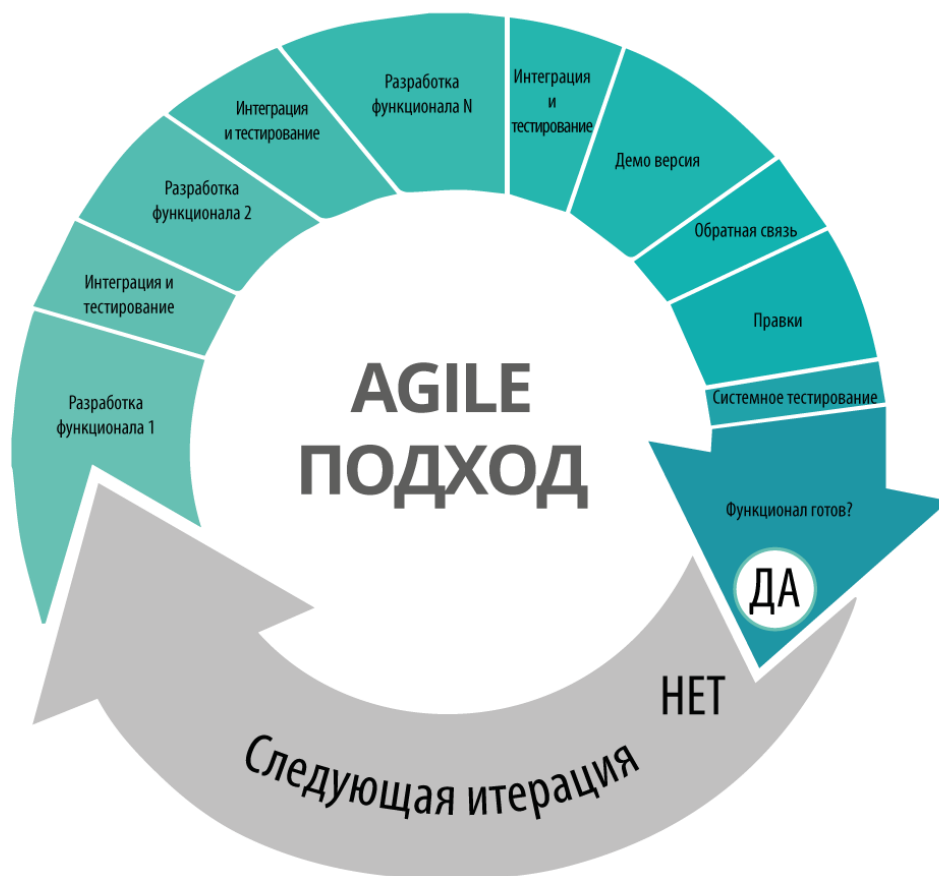 Разработка
функционала 1
Интеграция и
тестирование
Разработка
функционала 2
Интеграция
и тестирование
Разработка
функционала N
Интеграция
и
тестирование
Демо версия
Обратная связь
Правки
Системное тестирование
Функционал готов?
ДА
НЕТ
Следующая итерация
AGILE
ПОДХОД